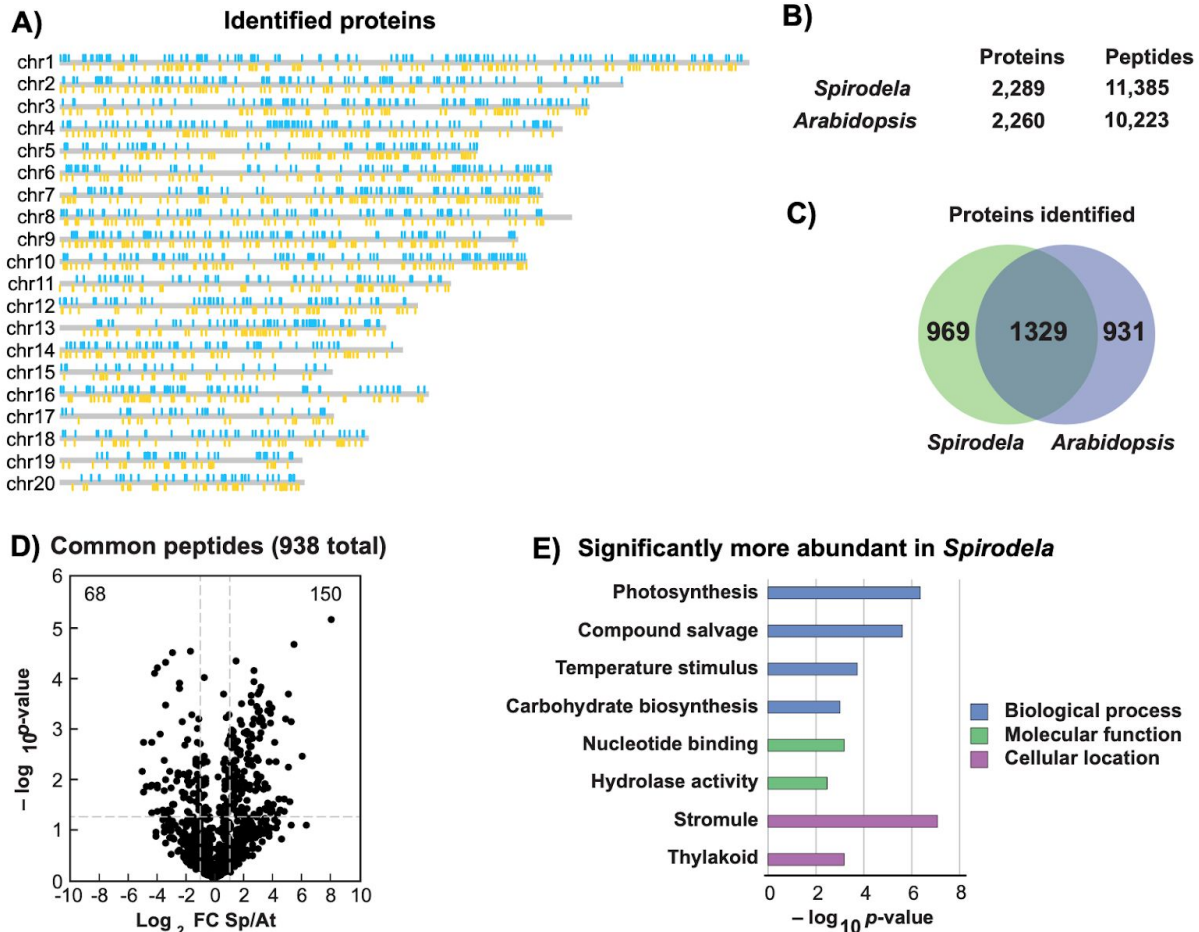 A) Identified proteins
chr1
chr2
chr3
chr4
chr5
chr6
chr7
chr8
chr9
chr10
chr11
chr12
chr13
chr14
chr15
chr16
chr17
chr18
chr19
chr20
B)
Proteins Peptides
Spirodela 2,289 11,385
Arabidopsis 2,260 10,223
C)
Proteins identified
969 1329 931
Spirodela Arabidopsis
D) Common peptides (938 total)
68 150
6
5
4
3
2
1
0
– log 10 p-value
-10 -8 -6 -4 -2 0 2 4 6 8 10
Log 2 FC Sp/At
E) Significantly more abundant in Spirodela
Photosynthesis
Compound salvage
Temperature stimulus
Carbohydrate biosynthesis
Nucleotide binding
Hydrolase activity
Stromule
Thylakoid
0 2 4 6 8
– log10 p-value
Biological process
Molecular function
Cellular location